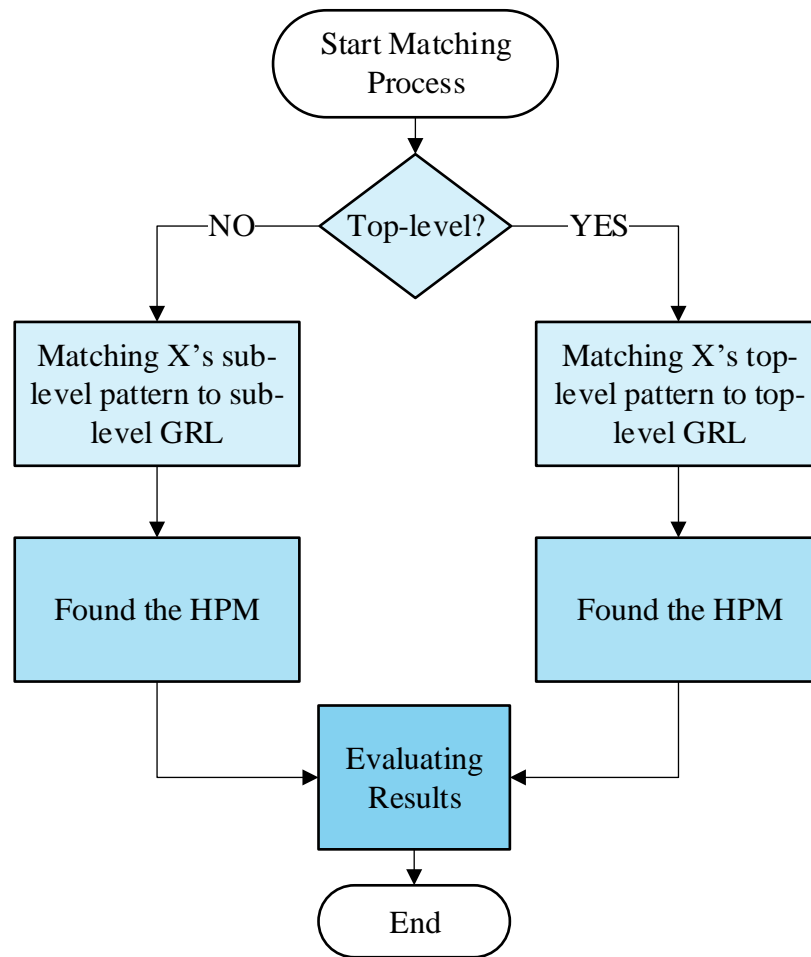 Start Matching
Process
Top-level?
NO
YES
Matching X’s sub-
level pattern to sub-
level GRL
Matching X’s top-
level pattern to top-
level GRL
Found the HPM
Found the HPM
Evaluating
Results
End